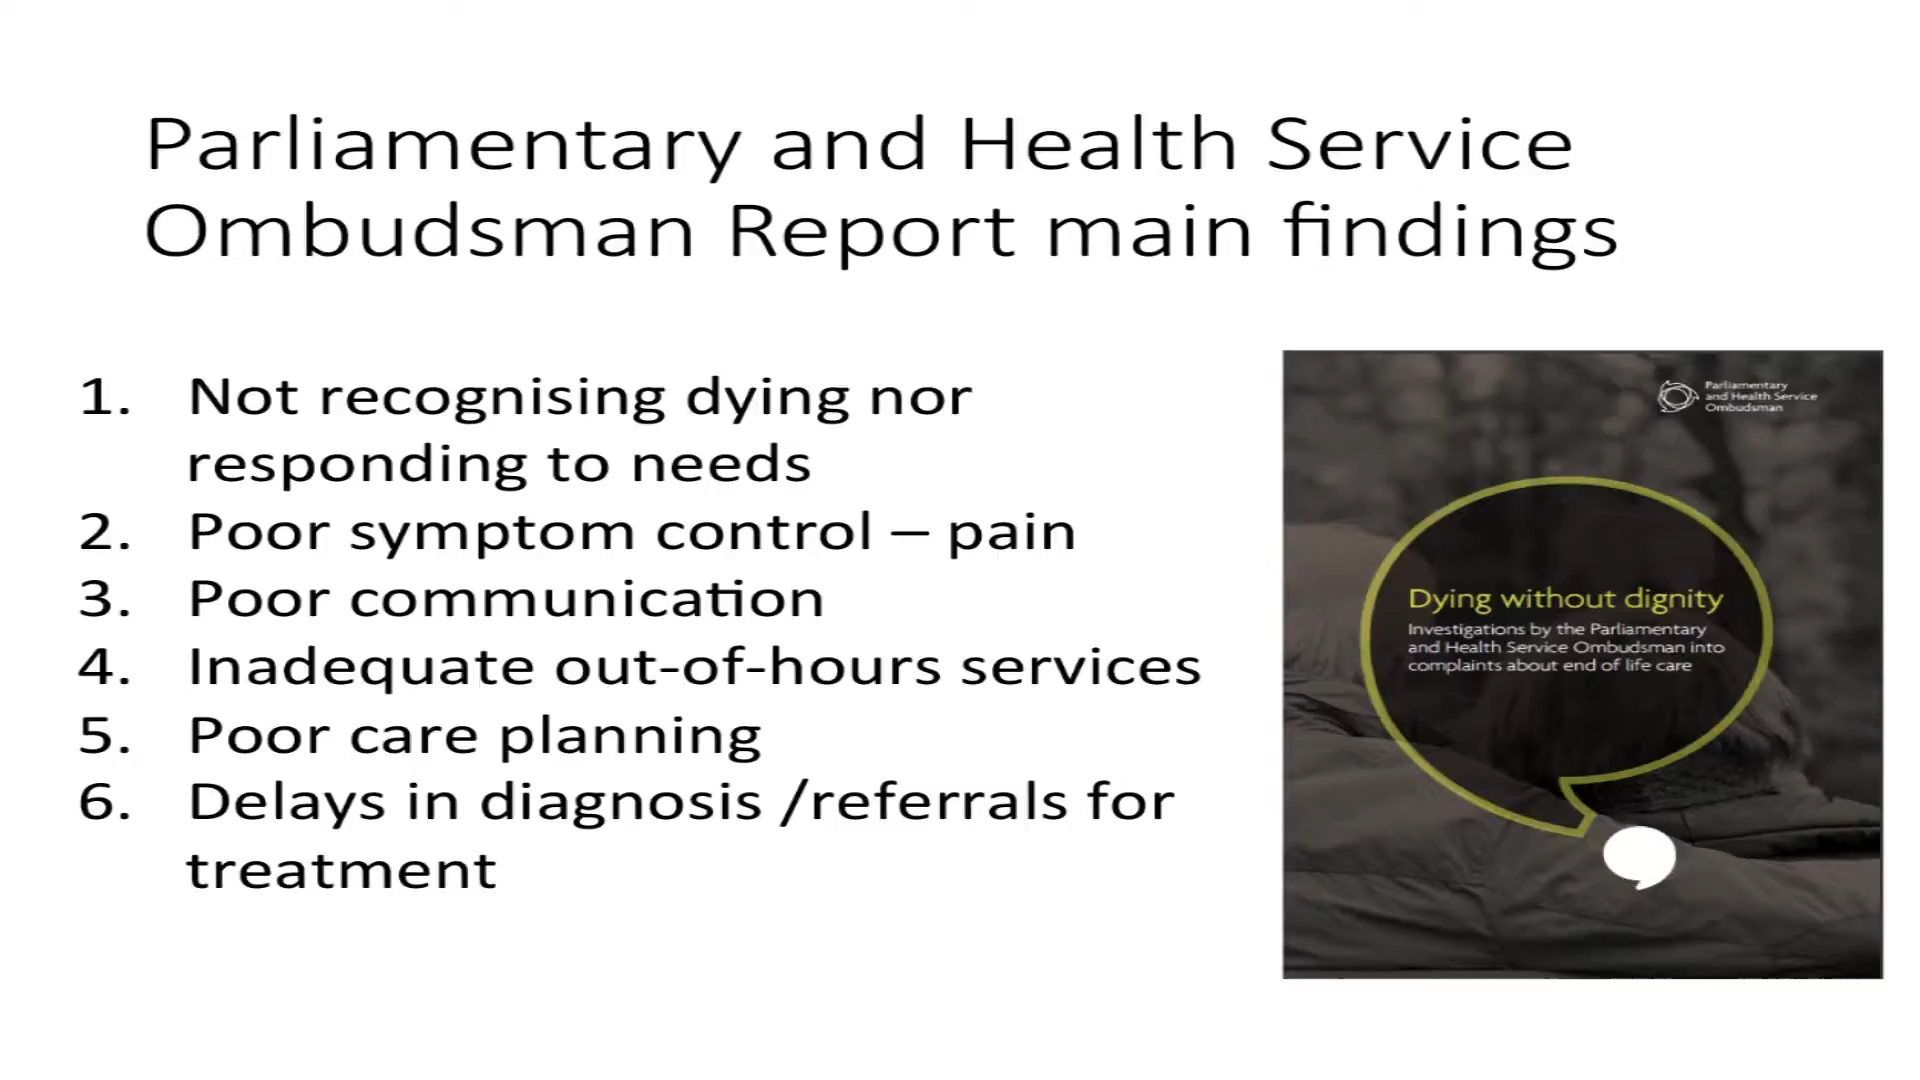 Parliamentary and Health Service
Ombudsman Report main findings
1. Not recognising dying nor
responding to needs
2. Poor symptom control – pain
3. Poor communication
4. Inadequate out-of-hours services
5. Poor care planning
6. Delays in diagnosis /referrals for
treatment
Parliamentary
and Health Service
Ombudsman
Dying without dignity
Investigations by the Parliamentary
and Health Service Ombudsman into
complaints about end of life care